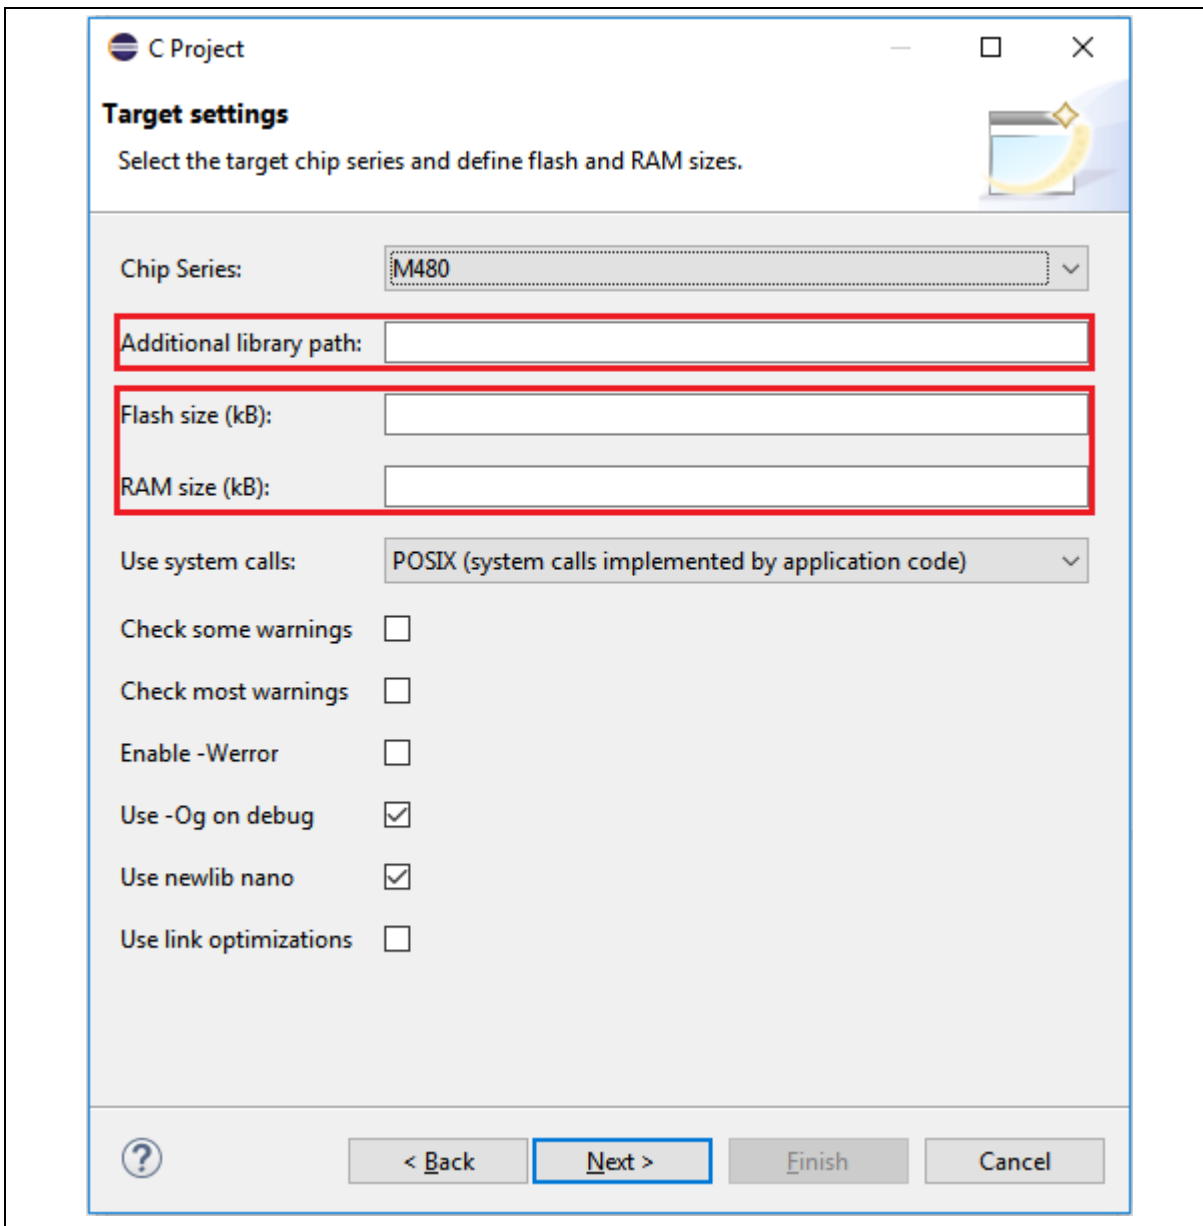 C Project
Target settings
Select the target chip series and define flash and RAM sizes.
Chip Series: M480
Additional library path:
Flash size (kB):
RAM size (kB):
Use system calls: POSIX (system calls implemented by application code)
Check some warnings
Check most warnings
Enable -Werror
Use -Og on debug
Use newlib nano
Use link optimizations
? < Back Next > Finish Cancel